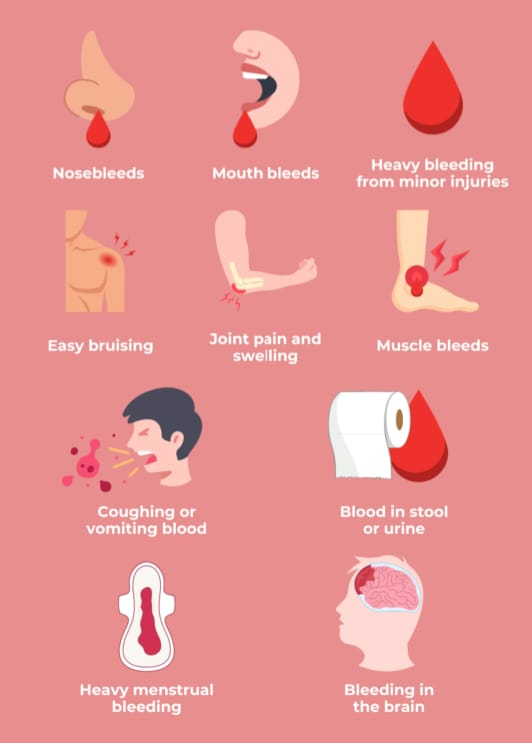 Nosebleeds
Mouth bleeds
Heavy bleeding
from minor injuries
Easy bruising
Joint pain and
swelling
Muscle bleeds
Coughing or
vomiting blood
Blood in stool
or urine
Heavy menstrual
bleeding
Bleeding in
the brain